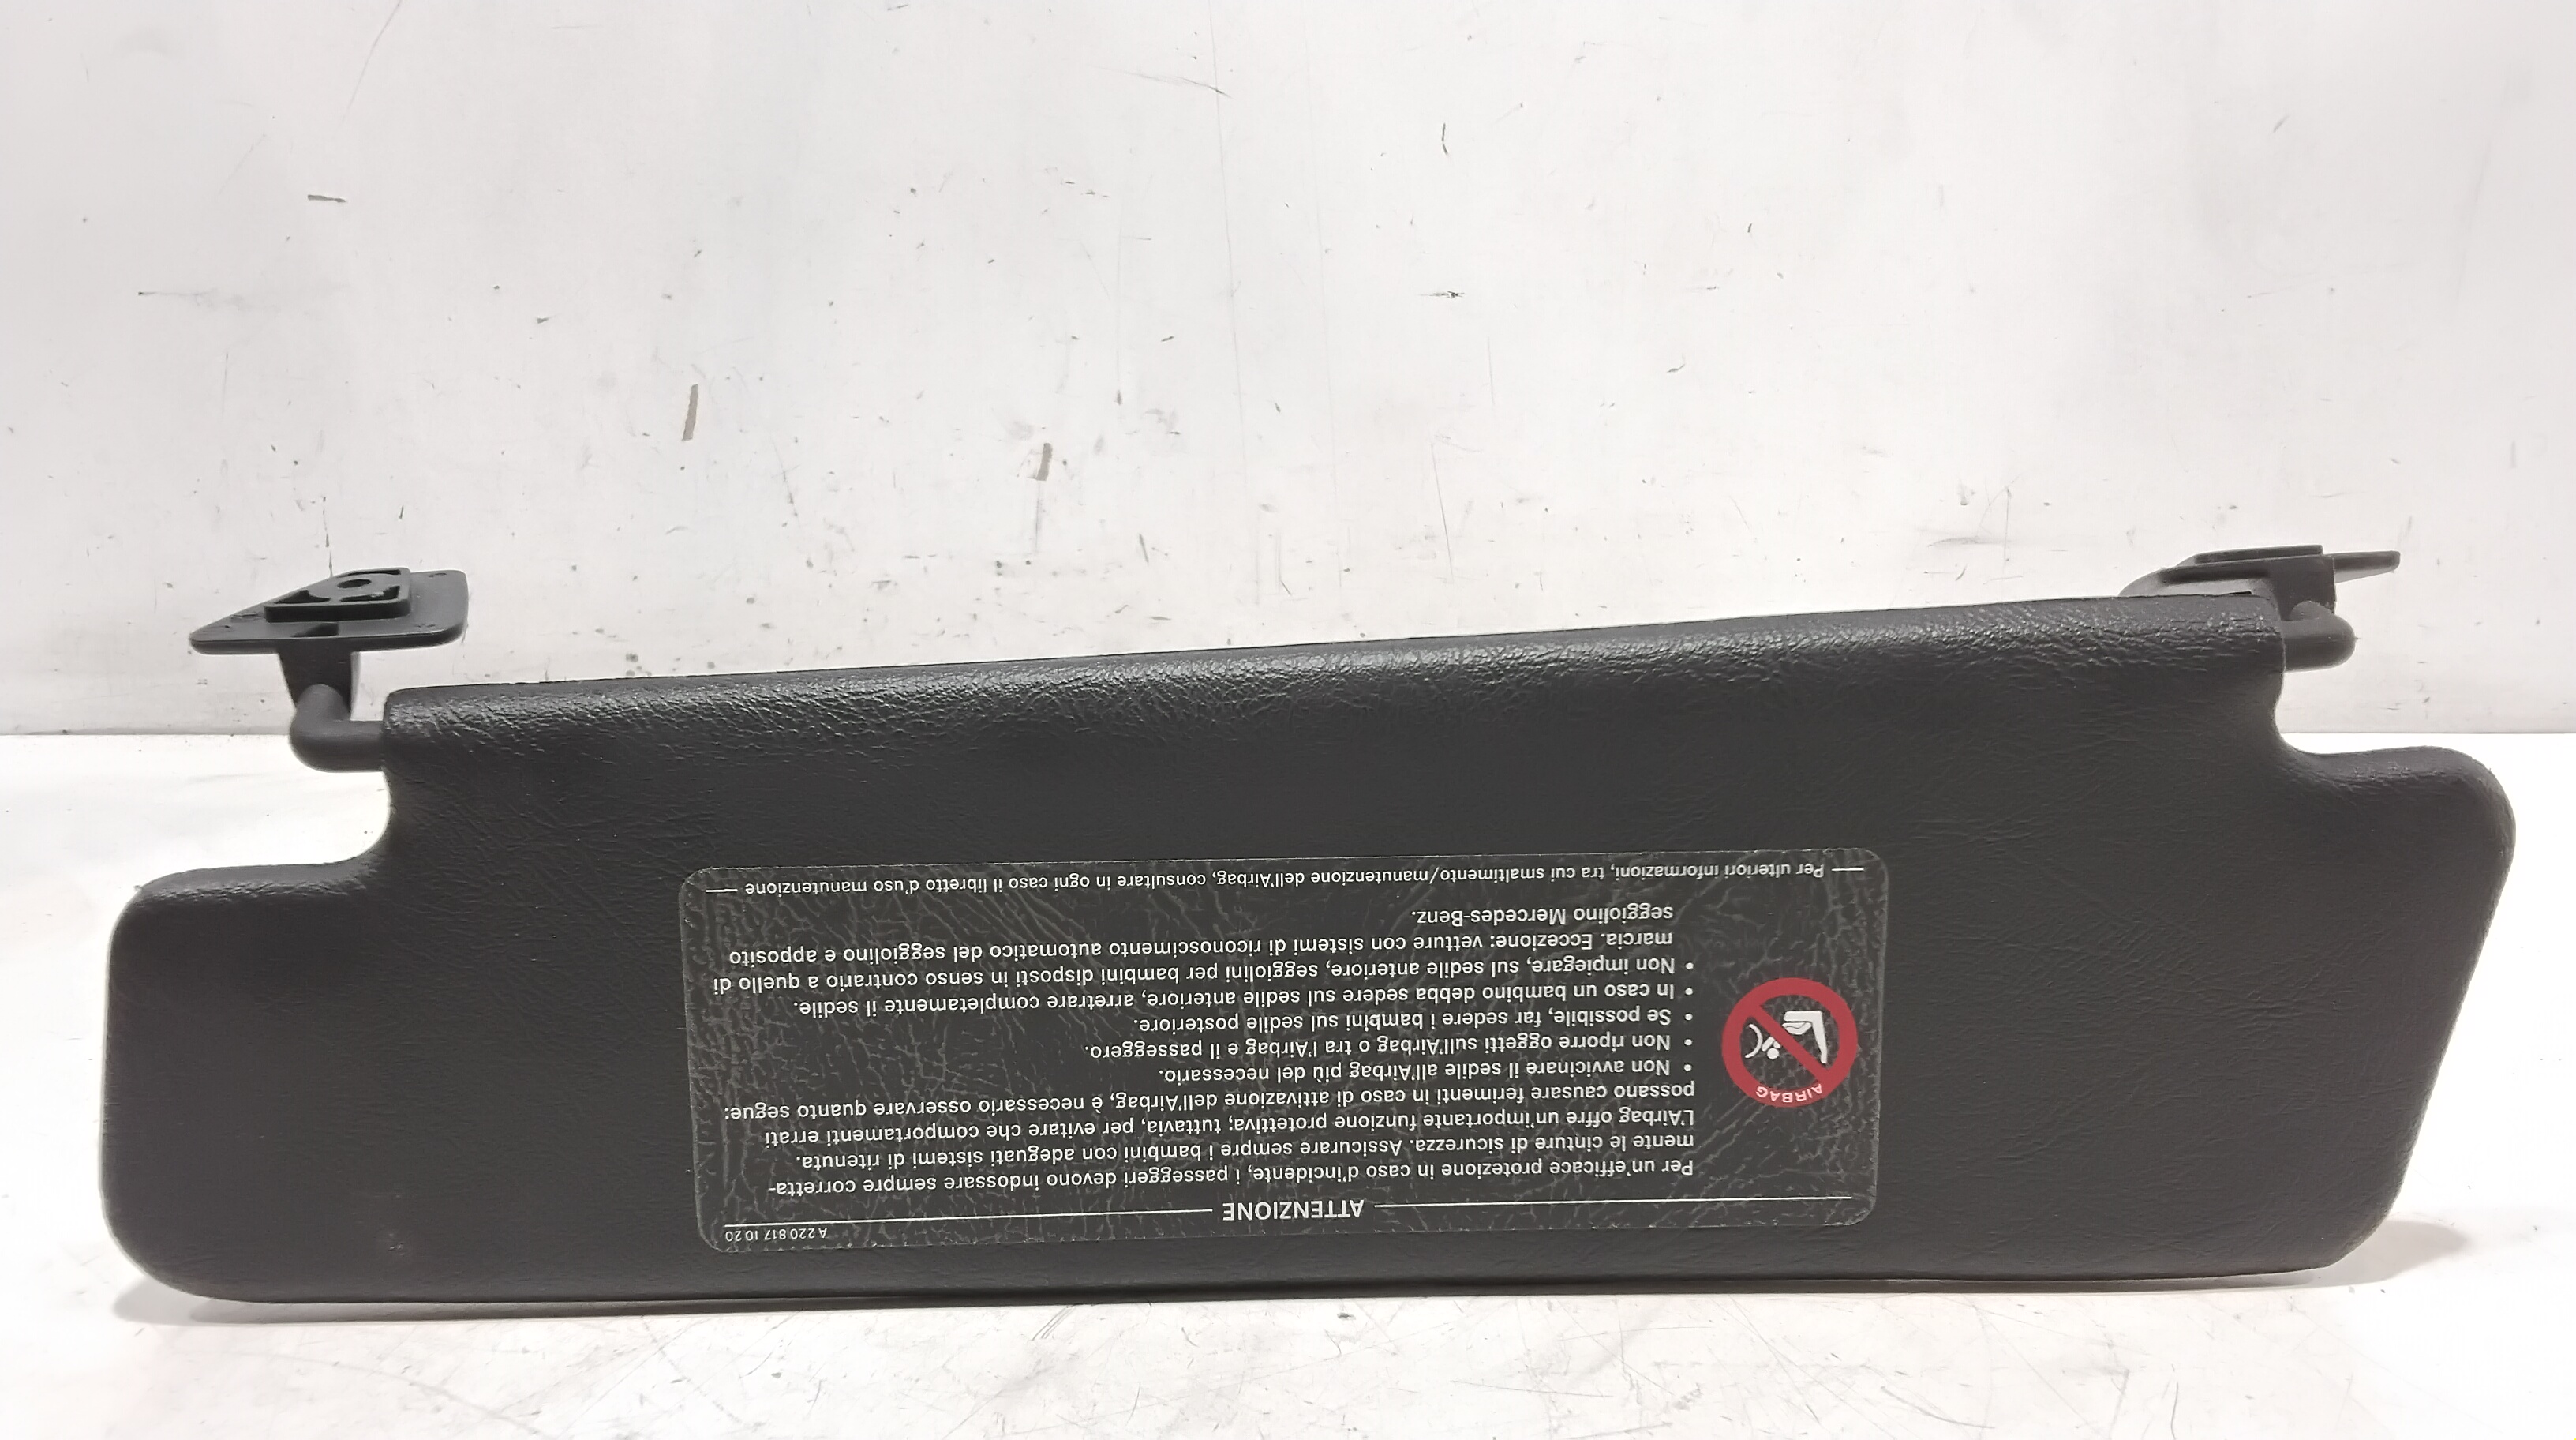 A 220 817 10 20
ATTENZIONE
Per un'efficace protezione in caso d'incidente, i passeggeri devono indossare sempre corretta-
mente le cinture di sicurezza. Assicurare sempre i bambini con adeguati sistemi di ritenuta.
L'Airbag offre un'importante funzione protettiva; tuttavia, per evitare che comportamenti errati
possano causare ferimenti in caso di attivazione dell'Airbag, è necessario osservare quanto segue:
• Non avvicinare il sedile all'Airbag più del necessario.
• Non riporre oggetti sull'Airbag o tra l'Airbag e il passeggero.
• Se possibile, far sedere i bambini sul sedile posteriore.
• In caso un bambino debba sedere sul sedile anteriore, arretrare completamente il sedile.
• Non impiegare, sul sedile anteriore, seggiolini per bambini disposti in senso contrario a quello di
marcia. Eccezione: vetture con sistemi di riconoscimento automatico del seggiolino e apposito
seggiolino Mercedes-Benz.
Per ulteriori informazioni, tra cui smaltimento/manutenzione dell'Airbag, consultare in ogni caso il libretto d'uso manutenzione
AIRBAG